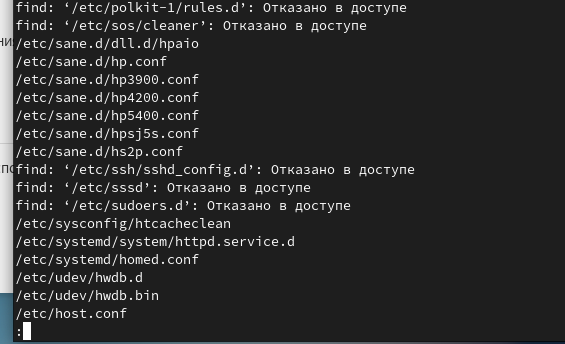 find: ‘/etc/polkit-1/rules.d’: Отказано в доступе
find: ‘/etc/sos/cleaner’: Отказано в доступе
/etc/sane.d/dll.d/hpaio
/etc/sane.d/hp.conf
/etc/sane.d/hp3900.conf
/etc/sane.d/hp4200.conf
/etc/sane.d/hp5400.conf
/etc/sane.d/hpsj5s.conf
/etc/sane.d/hs2p.conf
find: ‘/etc/ssh/sshd_config.d’: Отказано в доступе
find: ‘/etc/sssd’: Отказано в доступе
find: ‘/etc/sudoers.d’: Отказано в доступе
/etc/sysconfig/htcacheclean
/etc/systemd/system/httpd.service.d
/etc/systemd/homed.conf
/etc/udev/hwdb.d
/etc/udev/hwdb.bin
/etc/host.conf
: